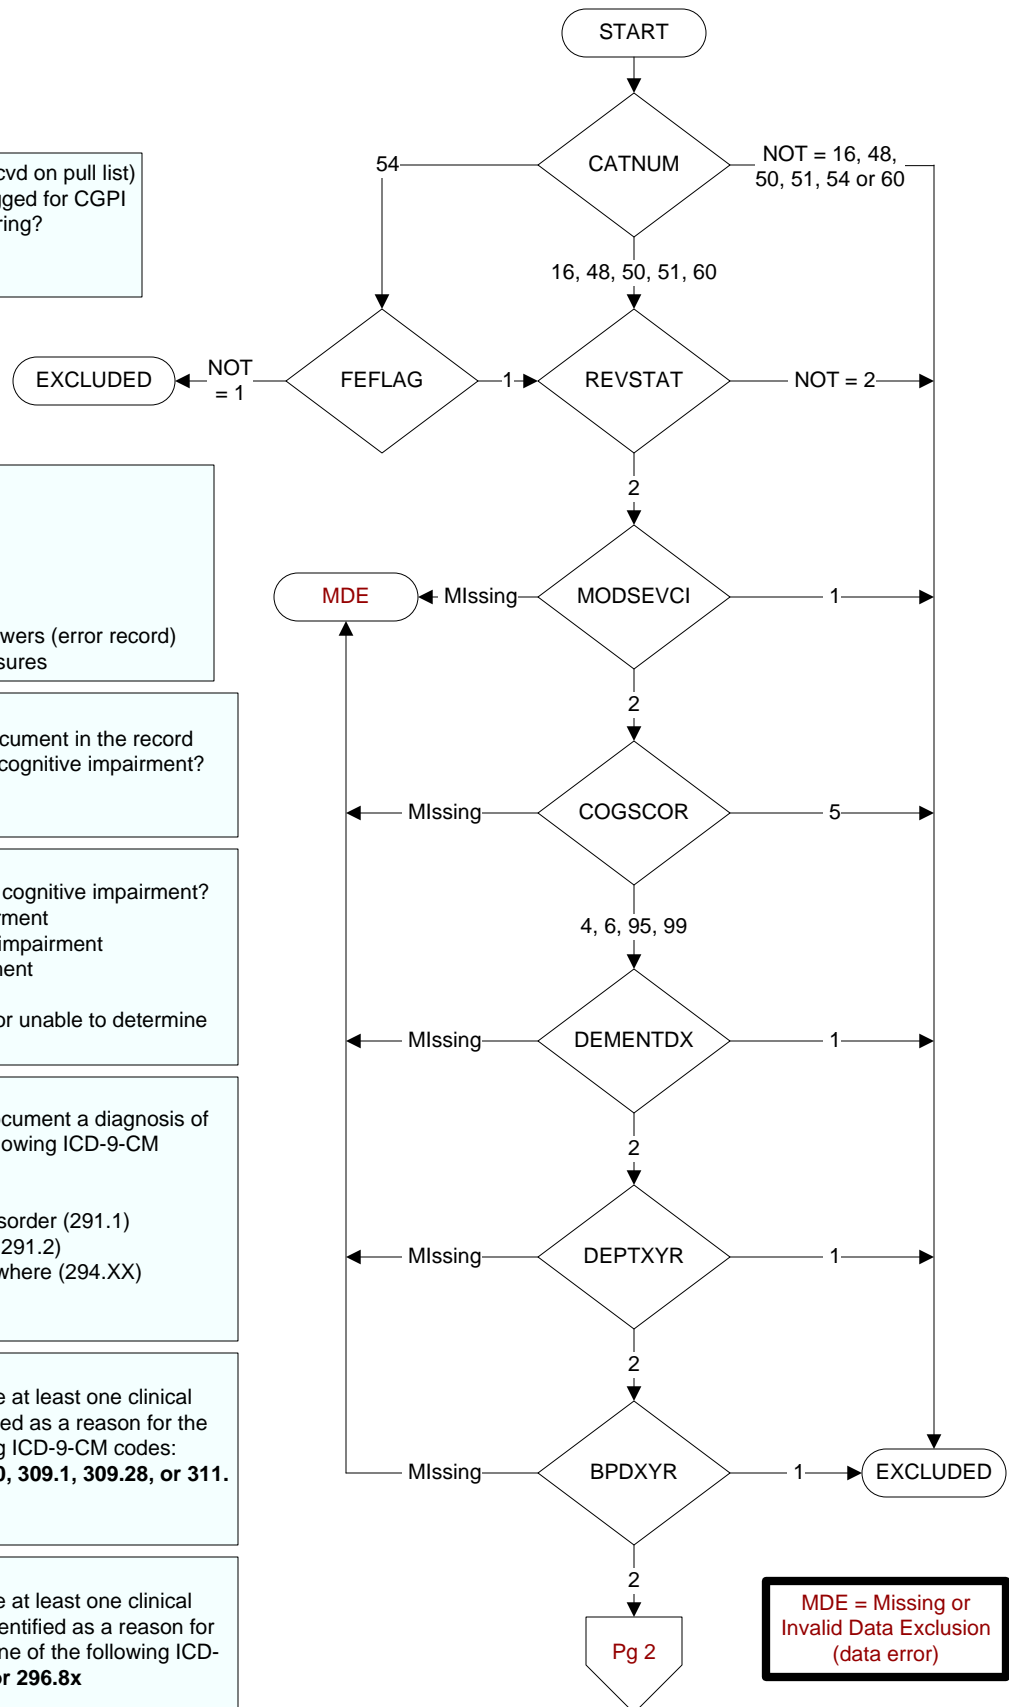 START
CATNUM
54
NOT = 16, 48,
50, 51, 54 or 60
16, 48, 50, 51, 60
cvd on pull list)
gged for CGPI
ring?
EXCLUDED
NOT
= 1
FEFLAG
1
REVSTAT
NOT = 2
2
wers (error record)
sures
MDE
MIssing
MODSEVCI
1
2
cument in the record
cognitive impairment?
MIssing
COGSCOR
5
4, 6, 95, 99
cognitive impairment?
rment
impairment
nent
or unable to determine
MIssing
DEMENTDX
1
2
ocument a diagnosis of
lowing ICD-9-CM
sorder (291.1)
291.2)
where (294.XX)
MIssing
DEPTXYR
1
2
e at least one clinical
ed as a reason for the
g ICD-9-CM codes:
0, 309.1, 309.28, or 311.
MIssing
BPDXYR
1
EXCLUDED
2
e at least one clinical
entified as a reason for
ne of the following ICD-
or 296.8x
Pg 2
MDE = Missing or
Invalid Data Exclusion
(data error)